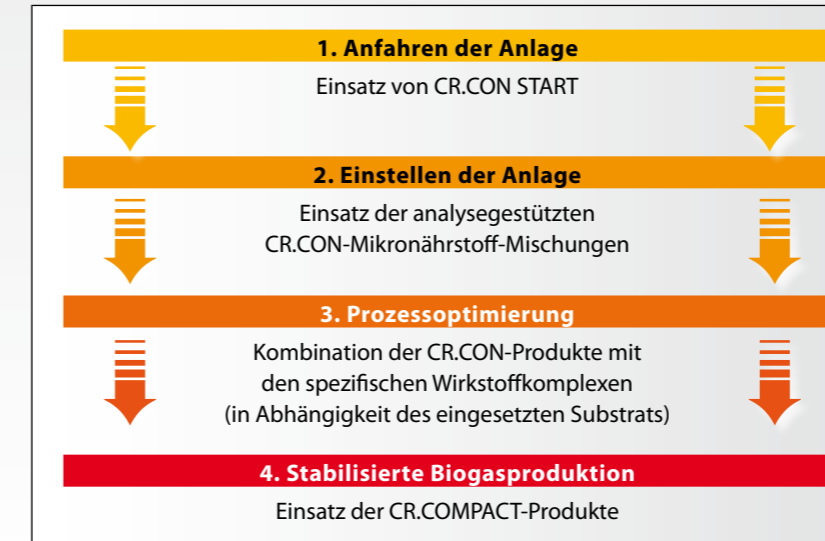 1. Anfahren der Anlage
Einsatz von CR.CON START
2. Einstellen der Anlage
Einsatz der analysegestützten
CR.CON-Mikronährstoff-Mischungen
3. Prozessoptimierung
Kombination der CR.CON-Produkte mit
den spezifischen Wirkstoffkomplexen
(in Abhängigkeit des eingesetzten Substrats)
4. Stabilisierte Biogasproduktion
Einsatz der CR.COMPACT-Produkte